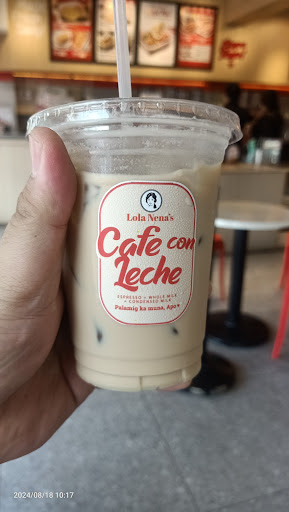 Lola Nena's
Cafe con
Leche
ESPRESSO + WHOLE MILK
+ CONDENSED MILK
Palamig ka muna, Apo ♥
2024/08/18 10:17